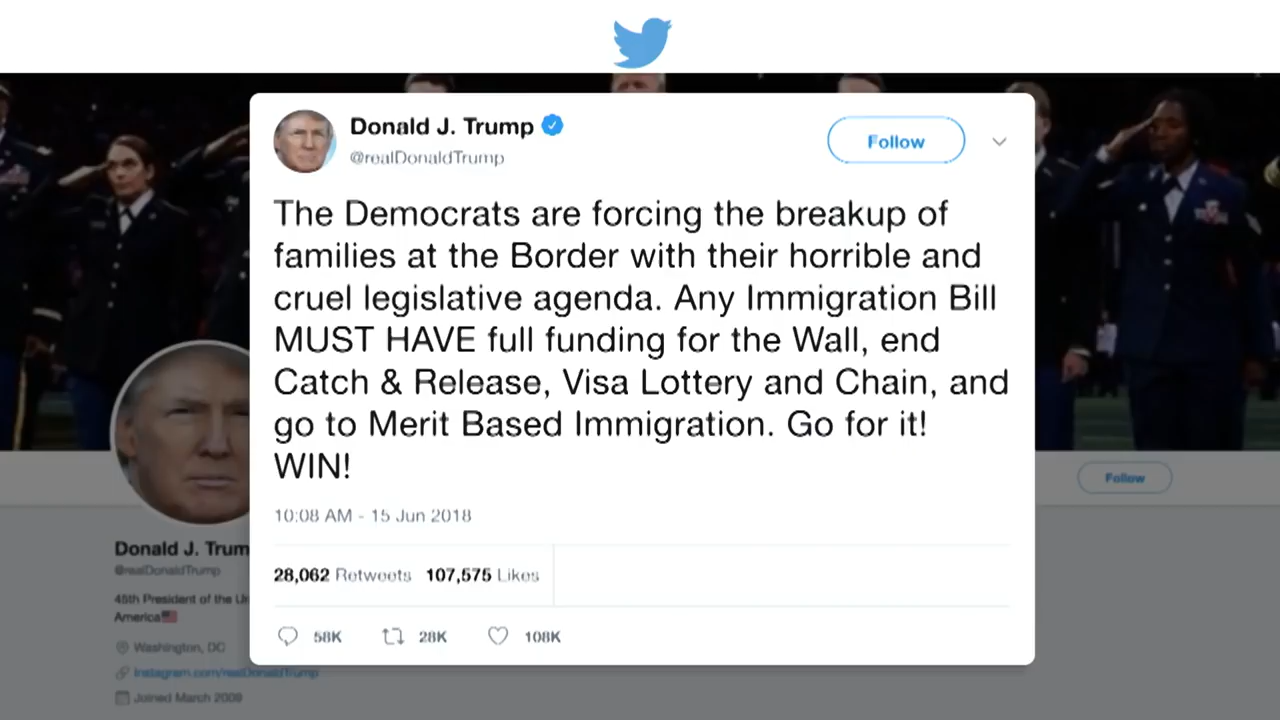 Donald J. Trump
@realDonaldTrump
Follow
The Democrats are forcing the breakup of
families at the Border with their horrible and
cruel legislative agenda. Any Immigration Bill
MUST HAVE full funding for the Wall, end
Catch & Release, Visa Lottery and Chain, and
go to Merit Based Immigration. Go for it!
WIN!
10:08 AM - 15 Jun 2018
28,062 Retweets 107,575 Likes
58K 28K 108K
Follow
Donald J. Trum
@realDonaldTrump
45th President of the
America
Washington, DC
Instagram.com/realDonaldTrump
Joined March 2009